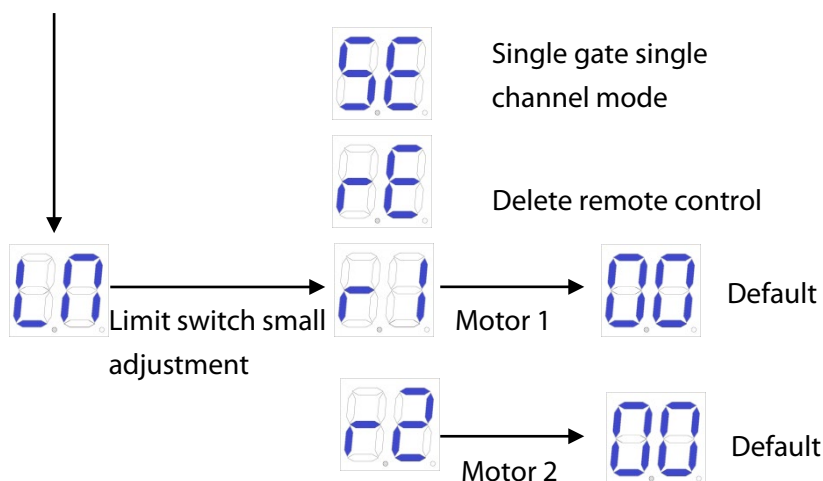 SE
Single gate single
channel mode
rE
Delete remote control
Ln
Limit switch small
adjustment
r1
Motor 1
00
Default
r2
Motor 2
00
Default